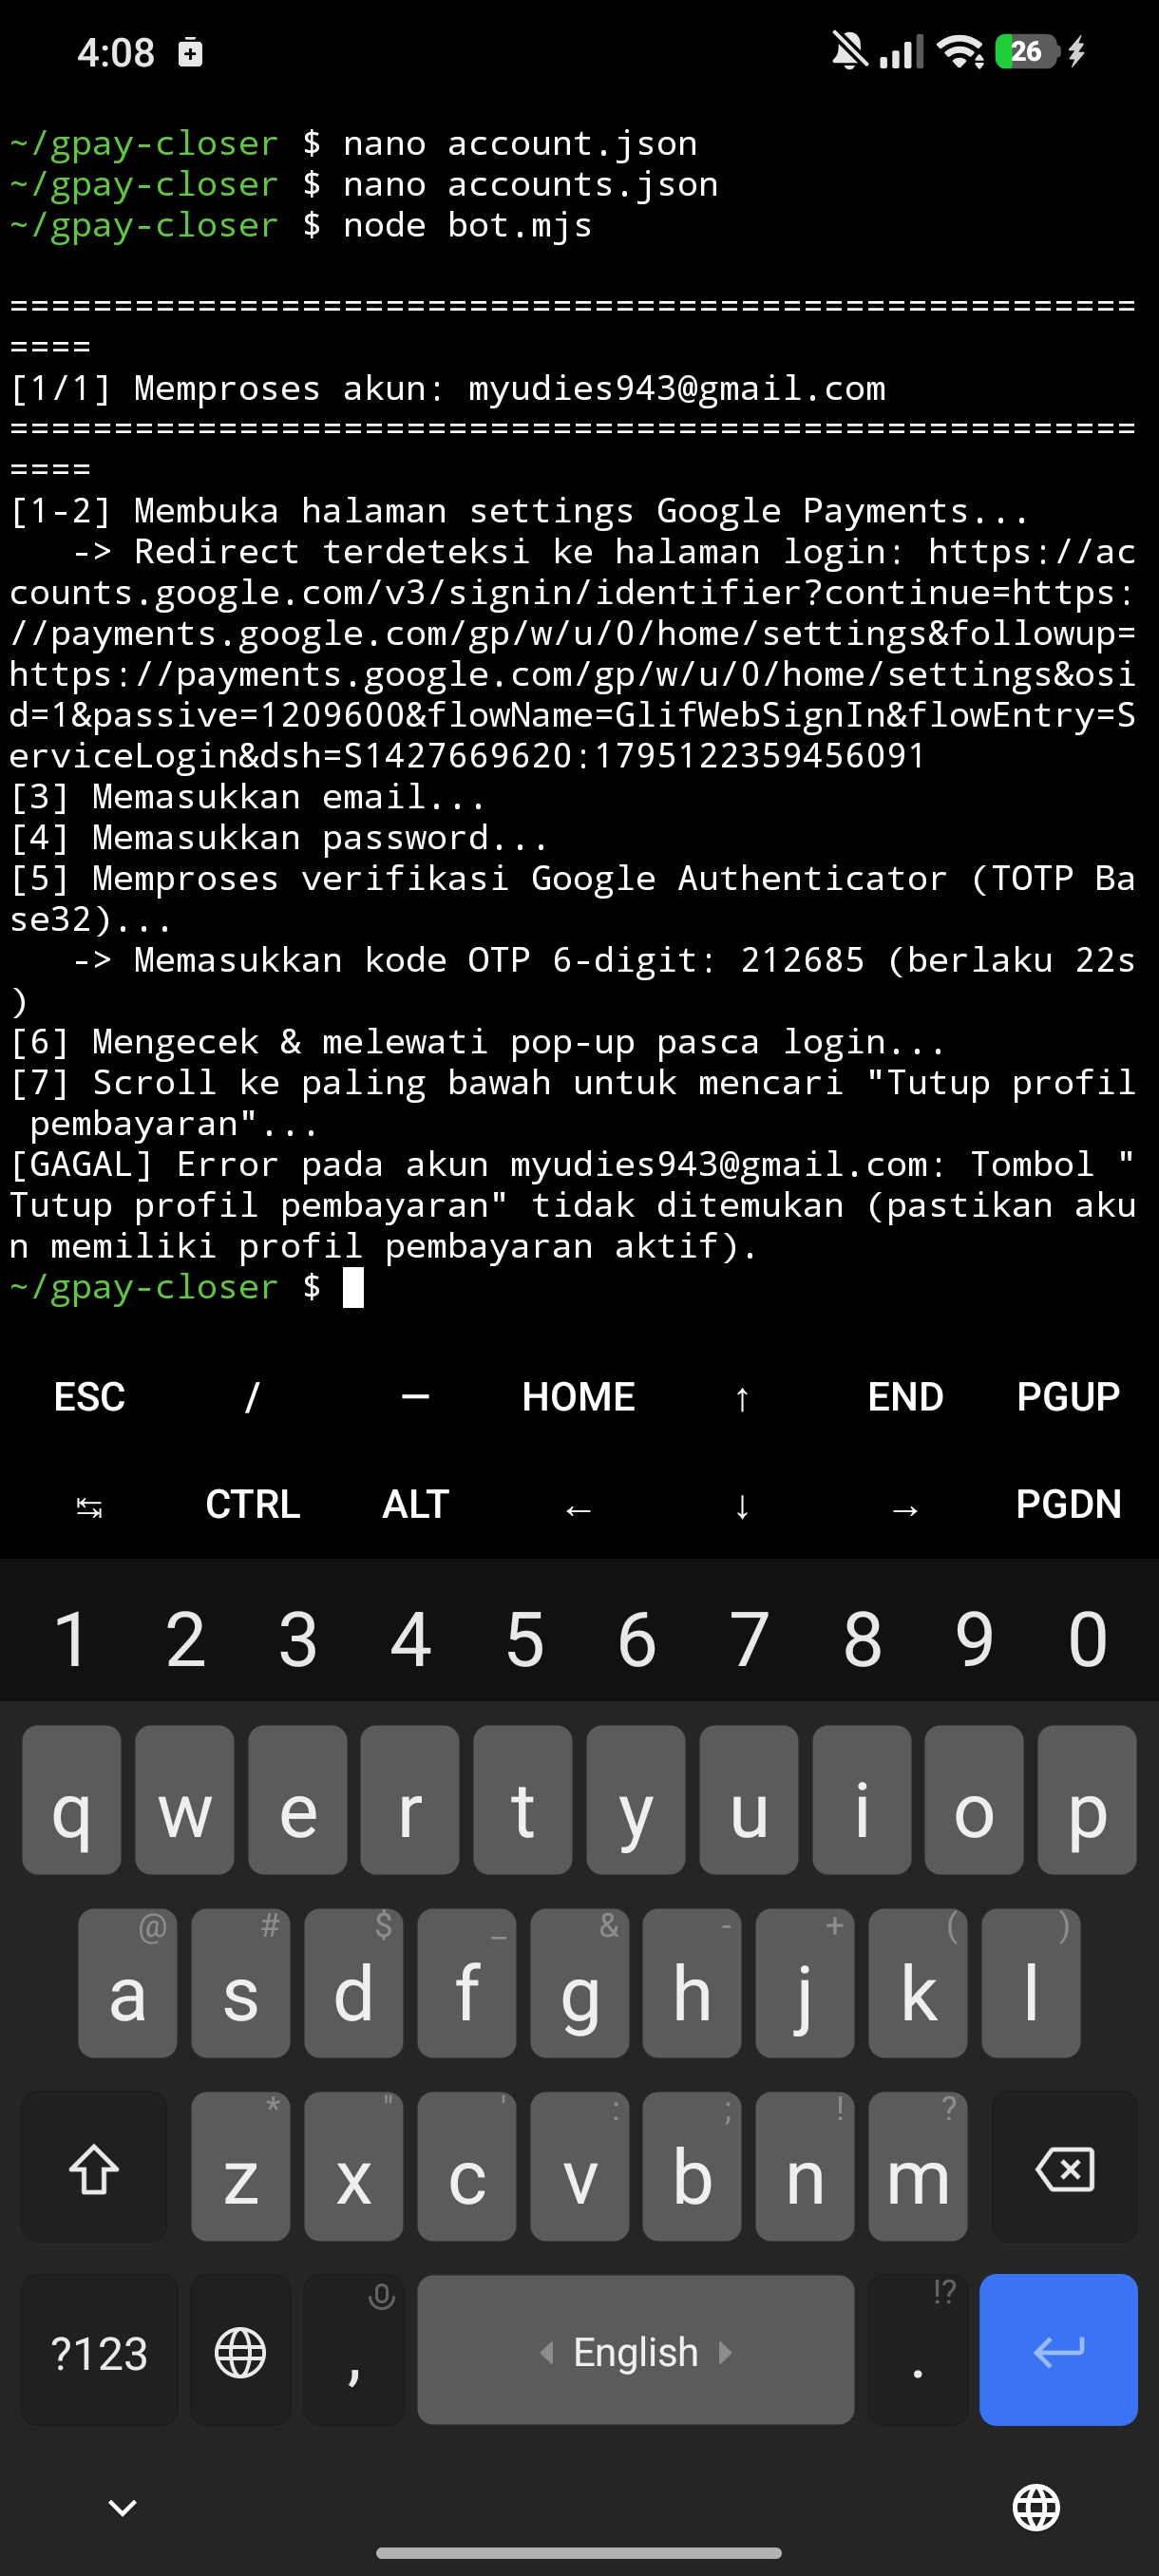 4:08
26
~/gpay-closer $ nano account.json
~/gpay-closer $ nano accounts.json
~/gpay-closer $ node bot.mjs
======================================================
====
[1/1] Memproses akun: myudies943@gmail.com
======================================================
====
[1-2] Membuka halaman settings Google Payments...
   -> Redirect terdeteksi ke halaman login: https://ac
counts.google.com/v3/signin/identifier?continue=https:
//payments.google.com/gp/w/u/0/home/settings&followup=
https://payments.google.com/gp/w/u/0/home/settings&osi
d=1&passive=1209600&flowName=GlifWebSignIn&flowEntry=S
erviceLogin&dsh=S1427669620:1795122359456091
[3] Memasukkan email...
[4] Memasukkan password...
[5] Memproses verifikasi Google Authenticator (TOTP Ba
se32)...
   -> Memasukkan kode OTP 6-digit: 212685 (berlaku 22s
)
[6] Mengecek & melewati pop-up pasca login...
[7] Scroll ke paling bawah untuk mencari "Tutup profil
 pembayaran"...
[GAGAL] Error pada akun myudies943@gmail.com: Tombol "
Tutup profil pembayaran" tidak ditemukan (pastikan aku
n memiliki profil pembayaran aktif).
~/gpay-closer $
ESC / — HOME ↑ END PGUP
↹ CTRL ALT ← ↓ → PGDN
1 2 3 4 5 6 7 8 9 0
q w e r t y u i o p
@ # $ _ & - + ( )
a s d f g h j k l
* " ' : ; ! ?
z x c v b n m
!?
?123 , English .